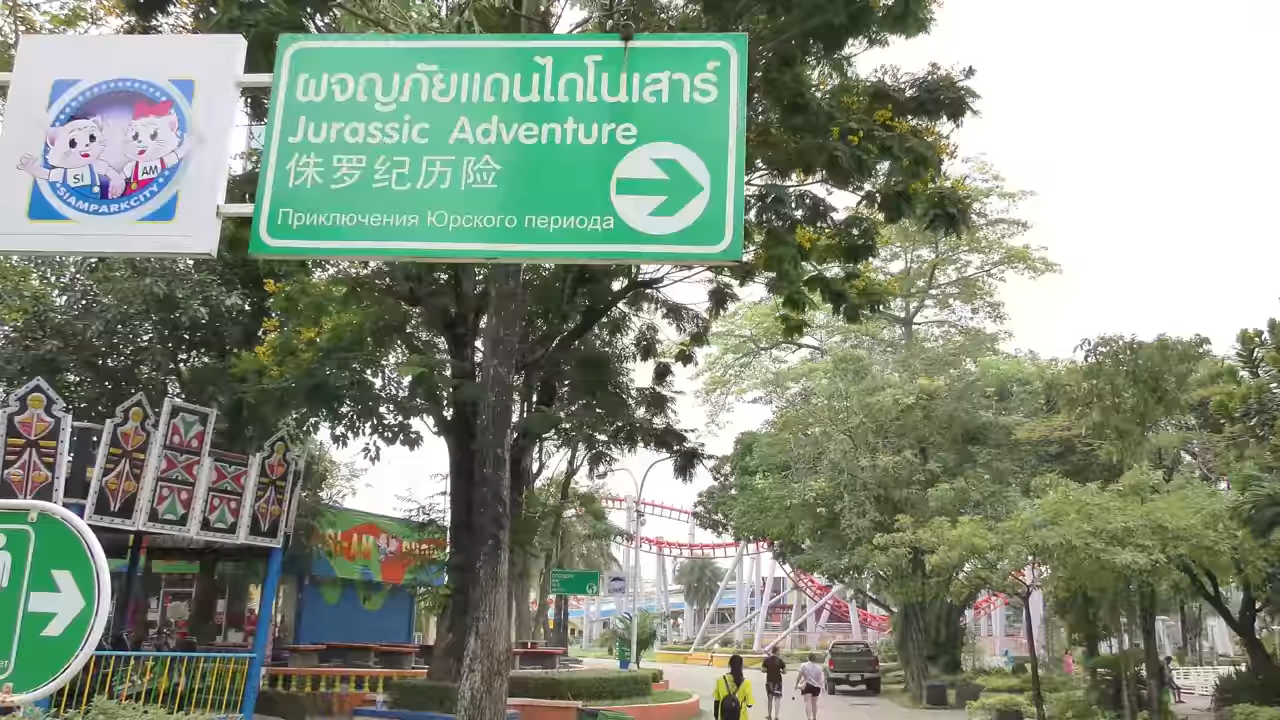 SI
AM
SIAMPARKCITY
ผจญภัยแดนไดโนเสาร์
Jurassic Adventure
侏罗纪历险
Приключения Юрского периода